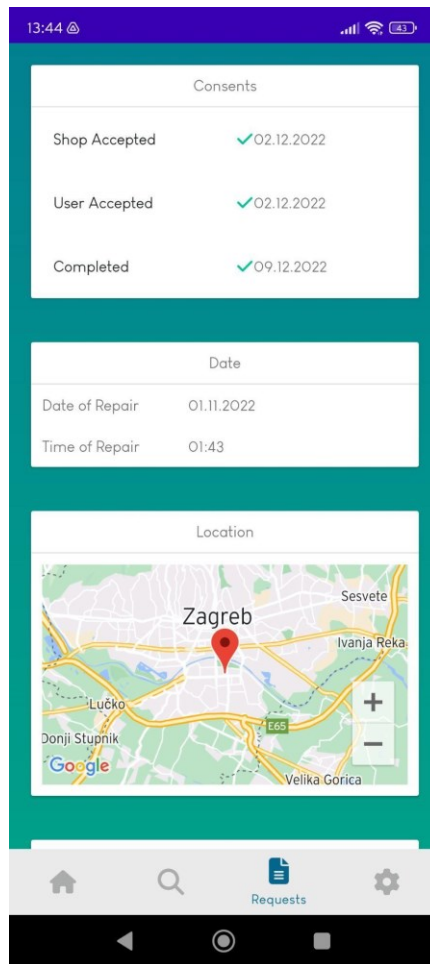 13:44 43
Consents
Shop Accepted 02.12.2022
User Accepted 02.12.2022
Completed 09.12.2022
Date
Date of Repair 01.11.2022
Time of Repair 01:43
Location
Sesvete
Zagreb
Ivanja Reka
Lučko
+
E65
Donji Stupnik
−
Google
Velika Gorica
Requests